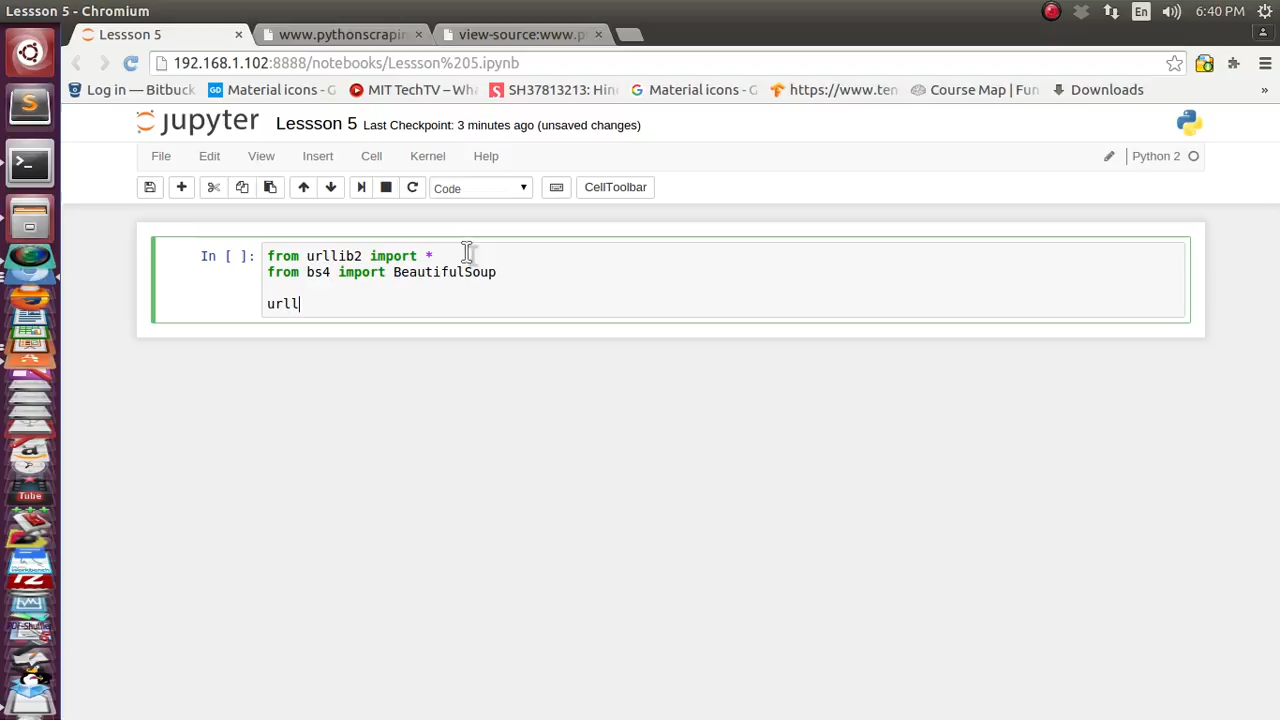 Lessson 5 - Chromium
En
6:40 PM
Lessson 5
www.pythonscrapin
view-source:www.p
192.168.1.102:8888/notebooks/Lessson%205.ipynb
Log in — Bitbuck
GD
Material icons - G
MIT TechTV – Wha
SH37813213: Hin
Material icons - G
https://www.ten
Course Map | Fun
Downloads
»
jupyter
Lessson 5
Last Checkpoint: 3 minutes ago (unsaved changes)
File
Edit
View
Insert
Cell
Kernel
Help
Python 2
Code
CellToolbar
In [ ]:
from urllib2 import *
from bs4 import BeautifulSoup
urll
Tube